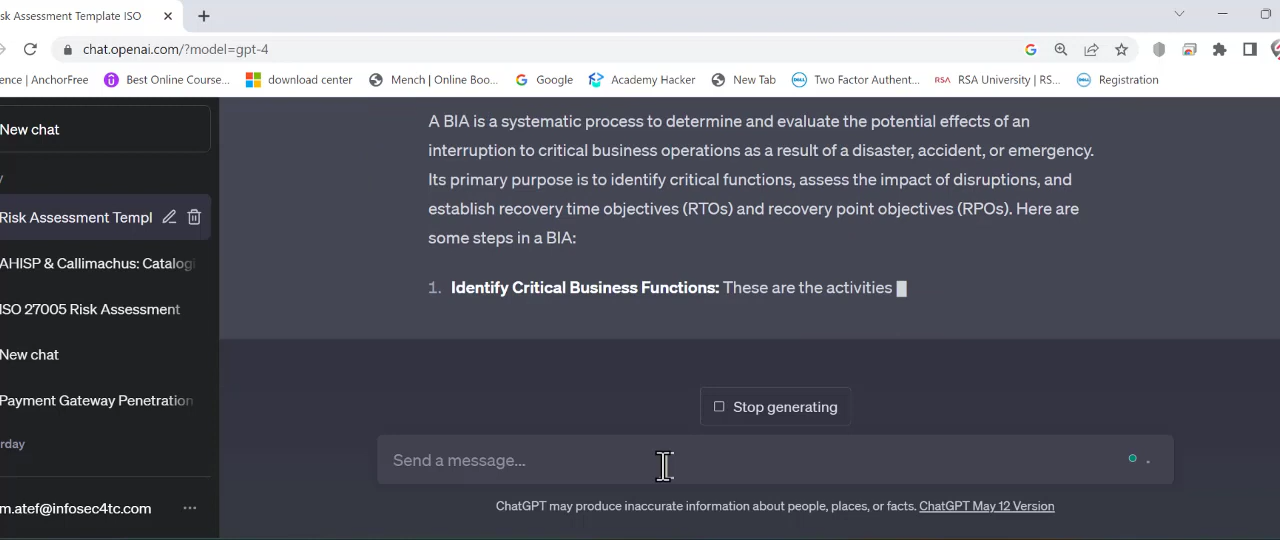 sk Assessment Template ISO
chat.openai.com/?model=gpt-4
ence | AnchorFree Best Online Course... download center Mench | Online Boo... Google Academy Hacker New Tab Two Factor Authent... RSA RSA University | RS... Registration
New chat
y
Risk Assessment Templ
AHISP & Callimachus: Catalogi
ISO 27005 Risk Assessment
New chat
Payment Gateway Penetration
rday
m.atef@infosec4tc.com
A BIA is a systematic process to determine and evaluate the potential effects of an
interruption to critical business operations as a result of a disaster, accident, or emergency.
Its primary purpose is to identify critical functions, assess the impact of disruptions, and
establish recovery time objectives (RTOs) and recovery point objectives (RPOs). Here are
some steps in a BIA:
1. Identify Critical Business Functions: These are the activities
Stop generating
Send a message...
ChatGPT may produce inaccurate information about people, places, or facts. ChatGPT May 12 Version